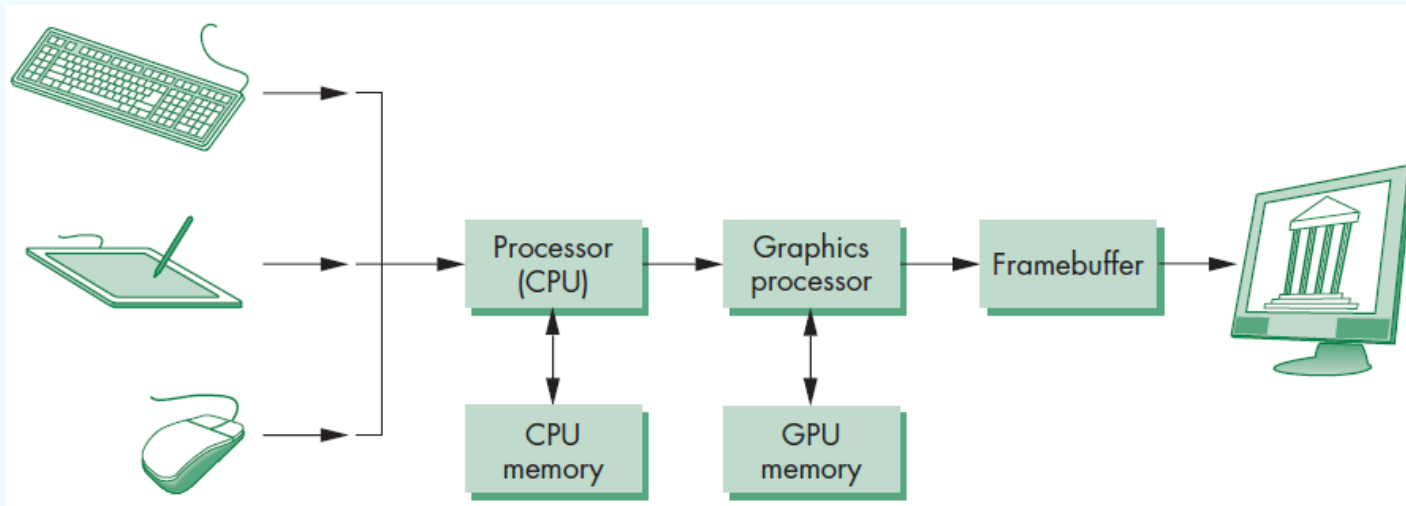 Processor
(CPU)
Graphics
processor
Framebuffer
CPU
memory
GPU
memory